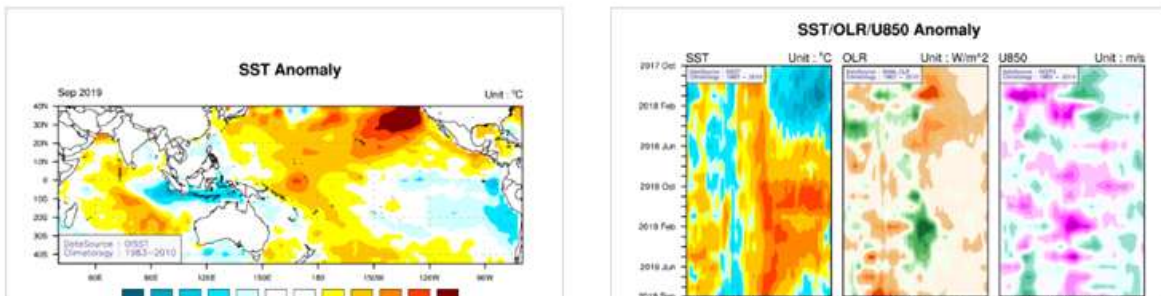 SST Anomaly
Sep 2019
Unit : °C
40N
30N
20N
10N
0
10S
20S
30S
40S
DataSource : OISST
Climatology : 1983-2010
60E
90E
120E
150E
180
150W
120W
90W
SST/OLR/U850 Anomaly
SST
Unit : °C
OLR
Unit : W/m^2
U850
Unit : m/s
2017 Oct
2018 Feb
2018 Jun
2018 Oct
2019 Feb
2019 Jun